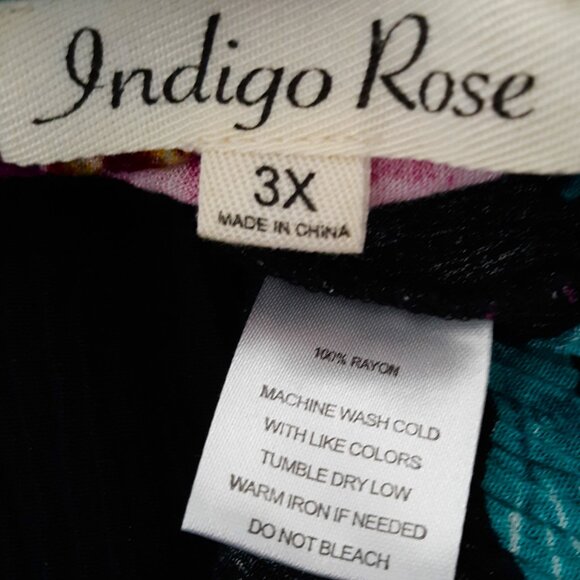 Indigo Rose
3X
MADE IN CHINA
100% RAYON
MACHINE WASH COLD
WITH LIKE COLORS
TUMBLE DRY LOW
WARM IRON IF NEEDED
DO NOT BLEACH